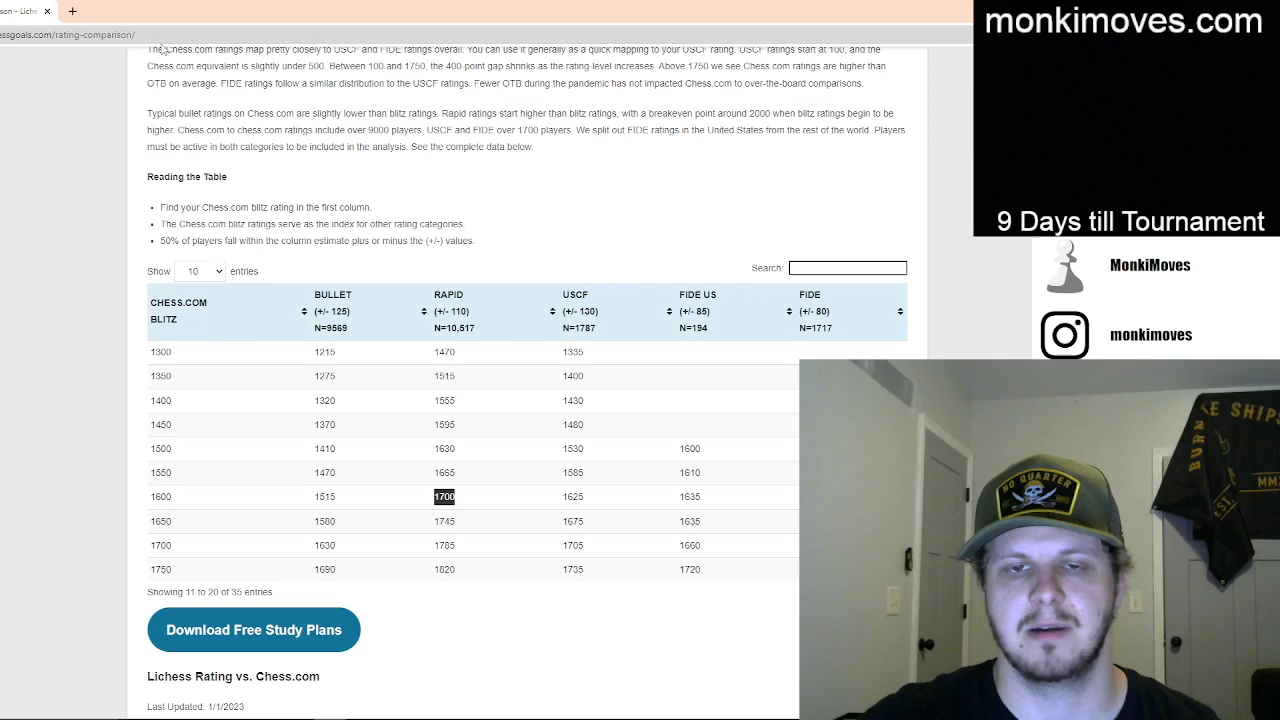 son - Liche
essgoals.com/rating-comparison/
monkimoves.com
9 Days till Tournament
MonkiMoves
monkimoves
The Chess.com ratings map pretty closely to USCF and FIDE ratings overall. You can use it generally as a quick mapping to your USCF rating. USCF ratings start at 100, and the
Chess.com equivalent is slightly under 500. Between 100 and 1750, the 400-point gap shrinks as the rating-level increases. Above 1750 we see Chess.com ratings are higher than
OTB on average. FIDE ratings follow a similar distribution to the USCF ratings. Fewer OTB during the pandemic has not impacted Chess.com to over-the-board comparisons.
Typical bullet ratings on Chess.com are slightly lower than blitz ratings. Rapid ratings start higher than blitz ratings, with a breakeven point around 2000 when blitz ratings begin to be
higher. Chess.com to chess.com ratings include over 9000 players, USCF and FIDE over 1700 players. We split out FIDE ratings in the United States from the rest of the world. Players
must be active in both categories to be included in the analysis. See the complete data below.
Reading the Table
• Find your Chess.com blitz rating in the first column.
• The Chess.com blitz ratings serve as the index for other rating categories.
• 50% of players fall within the column estimate plus or minus the (+/-) values.
Show 10 entries Search:
CHESS.COM BLITZ
BULLET (+/- 125) N=9569
RAPID (+/- 110) N=10,517
USCF (+/- 130) N=1787
FIDE US (+/- 85) N=194
FIDE (+/- 80) N=1717
1300 1215 1470 1335
1350 1275 1515 1400
1400 1320 1555 1430
1450 1370 1595 1480
1500 1410 1630 1530 1600
1550 1470 1665 1585 1610
1600 1515 1700 1625 1635
1650 1580 1745 1675 1635
1700 1630 1785 1705 1660
1750 1690 1820 1735 1720
Showing 11 to 20 of 35 entries
Download Free Study Plans
Lichess Rating vs. Chess.com
Last Updated: 1/1/2023
NO QUARTER
BURN
E SHIPS
EST.